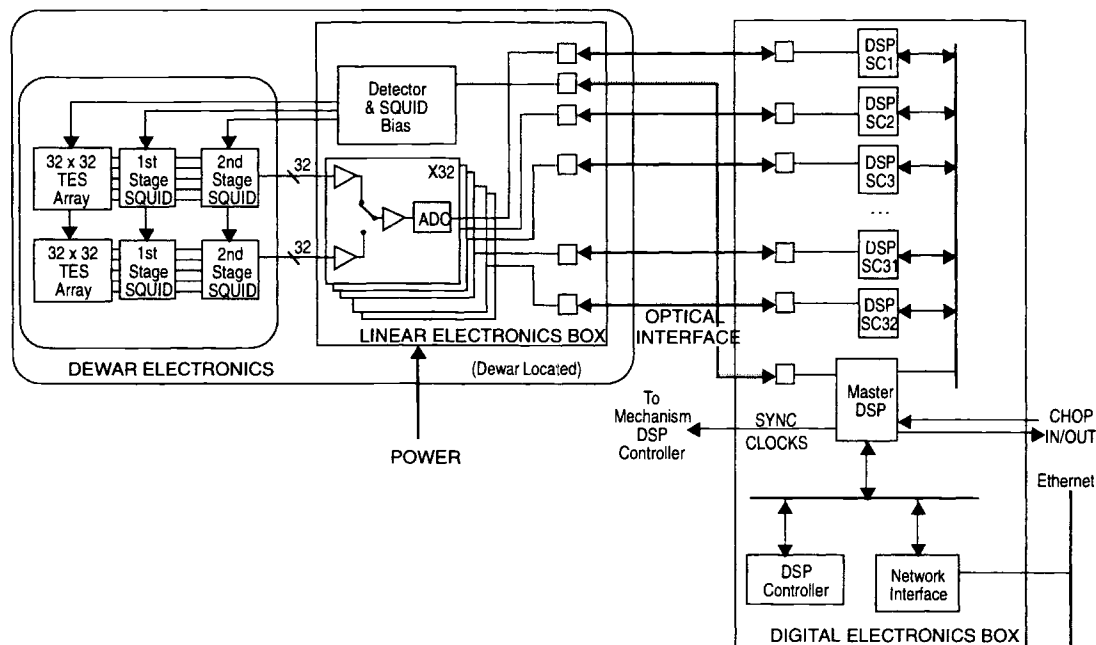 Detector
& SQUID
Bias
32 x 32
TES
Array
1st
Stage
SQUID
2nd
Stage
SQUID
32
X32
ADC
32 x 32
TES
Array
1st
Stage
SQUID
2nd
Stage
SQUID
32
LINEAR ELECTRONICS BOX
DEWAR ELECTRONICS
(Dewar Located)
POWER
OPTICAL
INTERFACE
DSP
SC1
DSP
SC2
DSP
SC3
...
DSP
SC31
DSP
SC32
Master
DSP
To
Mechanism
DSP
Controller
SYNC
CLOCKS
CHOP
IN/OUT
Ethernet
DSP
Controller
Network
Interface
DIGITAL ELECTRONICS BOX